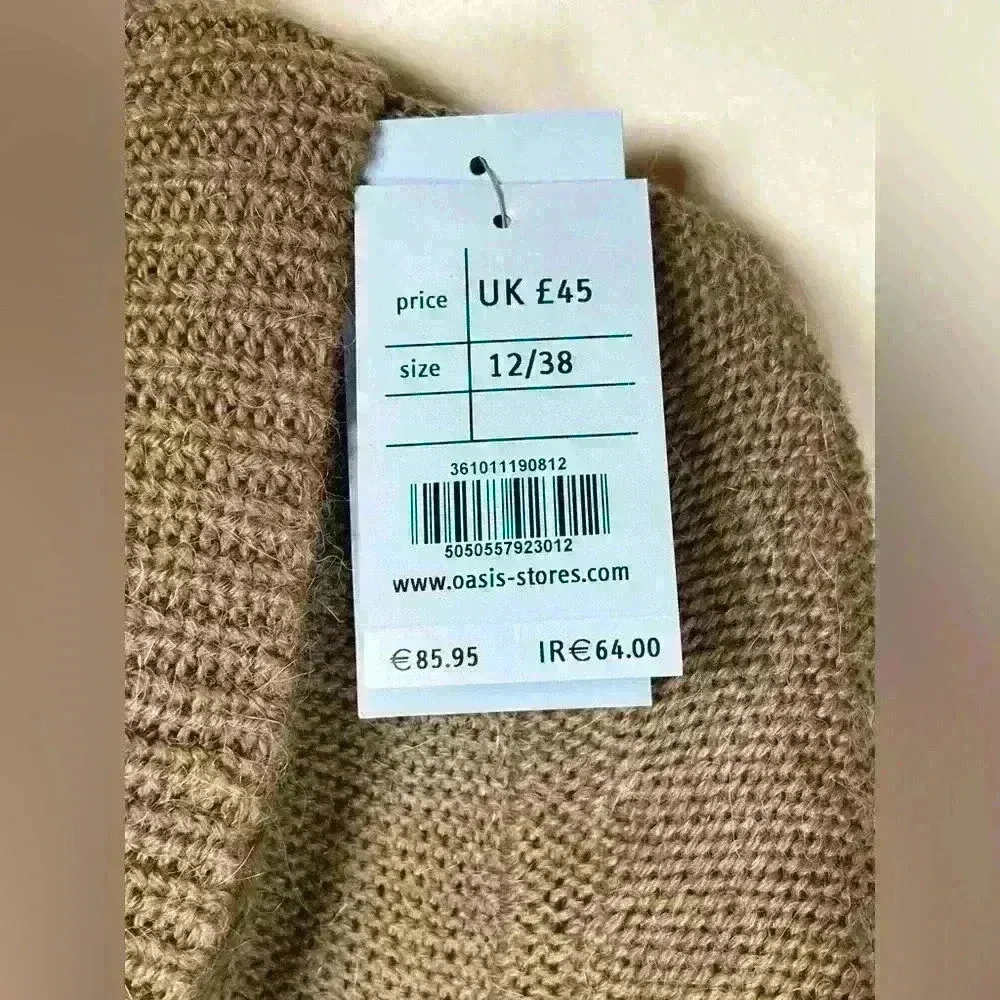 price UK £45
size 12/38
361011190812
5050557923012
www.oasis-stores.com
€85.95 IR€64.00